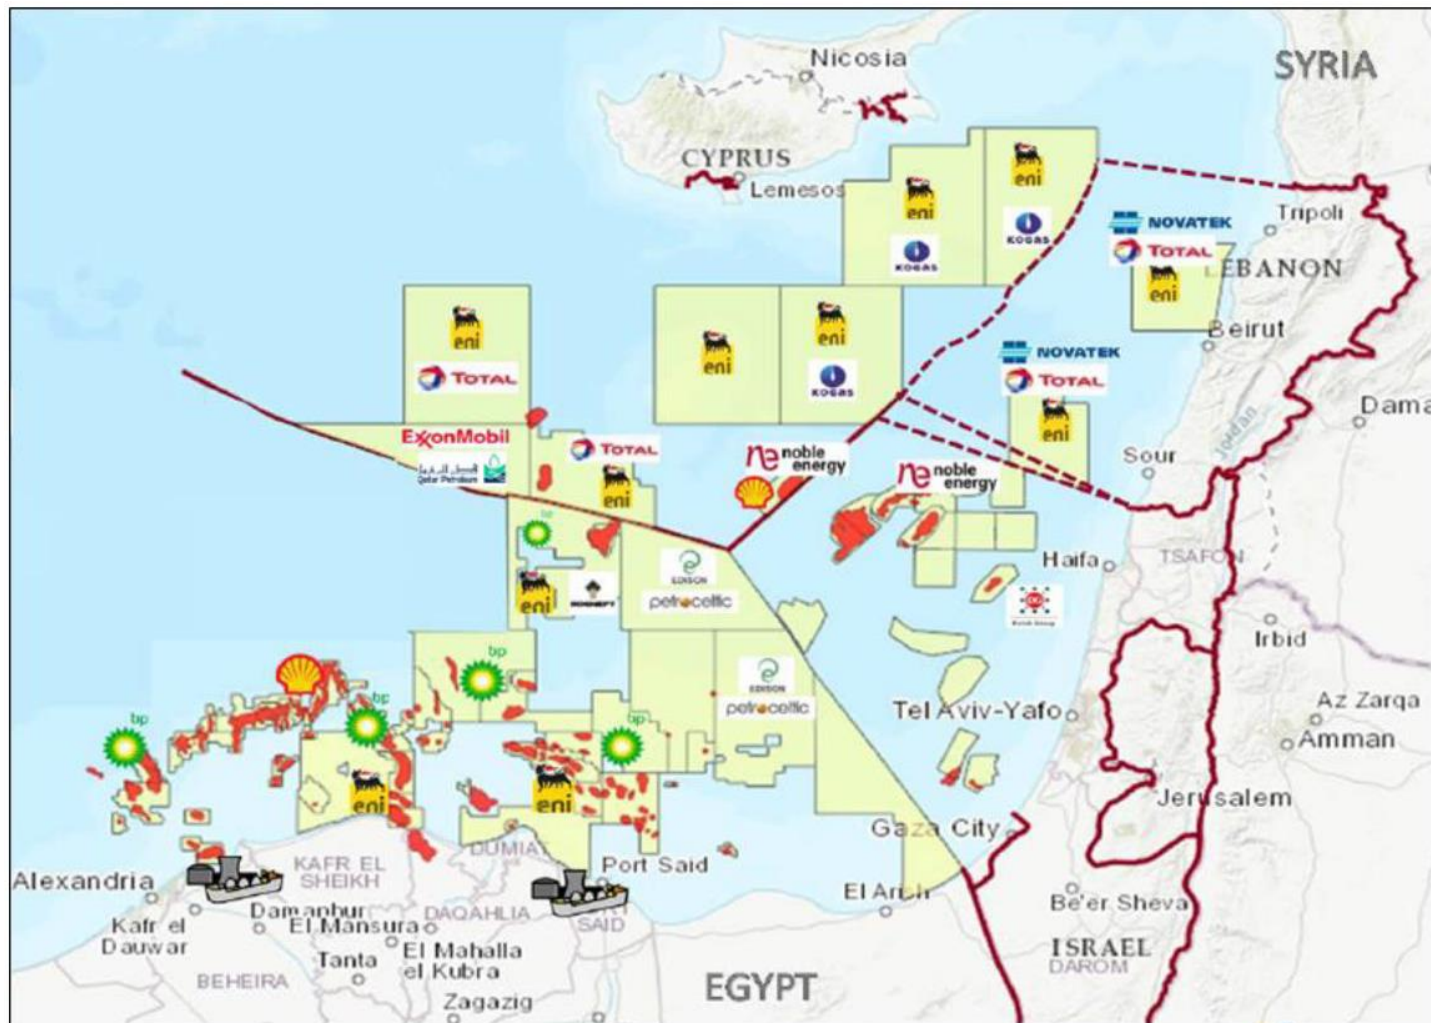 Nicosia
SYRIA
CYPRUS
Lemesos
eni
eni
KOGAS
KOGAS
NOVATEK
TOTAL
Tripoli
LEBANON
eni
Beirut
eni
TOTAL
eni
eni
KOGAS
NOVATEK
TOTAL
eni
Dama
Jordan
ExxonMobil
Qatar Petroleum
TOTAL
eni
noble
energy
noble
energy
Sour
bp
eni
ROSNEFT
EDISON
petroceltic
Haifa
TSAFON
Irbid
bp
bp
bp
bp
EDISON
petroceltic
Tel Aviv-Yafo
Az Zarqa
Amman
eni
eni
Jerusalem
Gaza City
Alexandria
KAFR EL
SHEIKH
DUMIAT
Port Said
El Arish
Be'er Sheva
Kafr el
Dauwar
Damanhur
El Mansura
DAQAHLIA
SAID
Tanta
El Mahalla
el Kubra
ISRAEL
DAROM
BEHEIRA
EGYPT
Zagazig